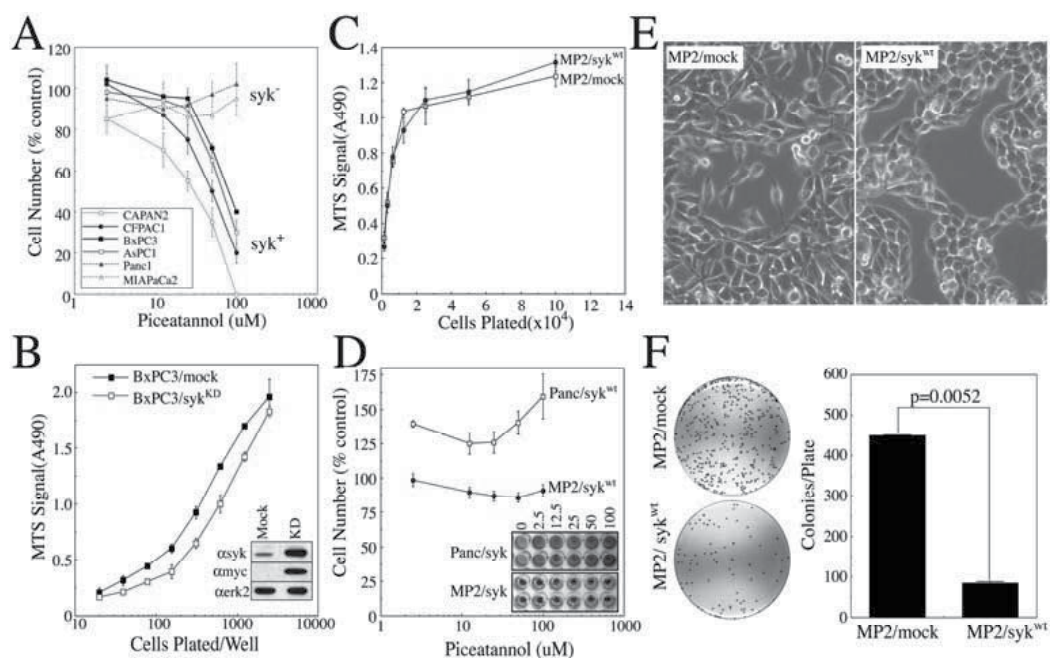 A
Cell Number (% control)
120
100
80
60
40
20
0
syk⁻
syk⁺
CAPAN2
CFPAC1
BxPC3
AsPC1
Panc1
MIAPaCa2
1
10
100
1000
Piceatannol (uM)
B
MTS Signal(A490)
2.0
1.5
1.0
0.5
0
BxPC3/mock
BxPC3/sykᴷᴰ
Mock
KD
αsyk
αmyc
αerk2
10
100
1000
10000
Cells Plated/Well
C
MTS Signal(A490)
1.4
1.2
1.0
0.8
0.6
0.4
0.2
0
MP2/sykʷᵗ
MP2/mock
0
2
4
6
8
10
12
14
Cells Plated(x10⁴)
D
Cell Number (% control)
200
175
150
125
100
75
50
25
0
Panc/sykʷᵗ
MP2/sykʷᵗ
0
2.5
12.5
25
50
100
Panc/syk
MP2/syk
1
10
100
1000
Piceatannol (uM)
E
MP2/mock
MP2/sykʷᵗ
F
MP2/mock
MP2/ sykʷᵗ
Colonies/Plate
600
500
400
300
200
100
0
p=0.0052
MP2/mock
MP2/sykʷᵗ